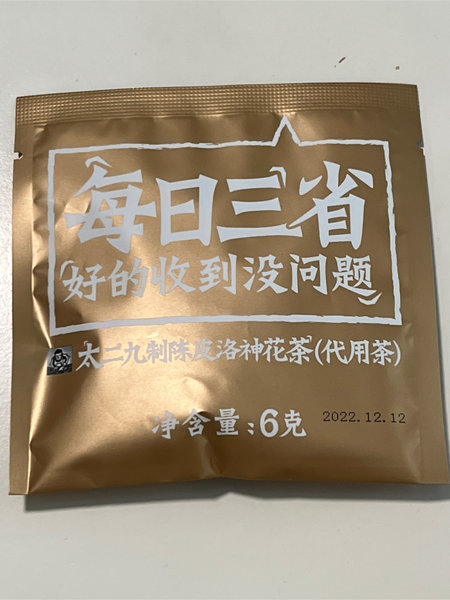 每日三省
好的收到没问题
太二九制陈皮洛神花茶(代用茶)
净含量:6克
2022.12.12